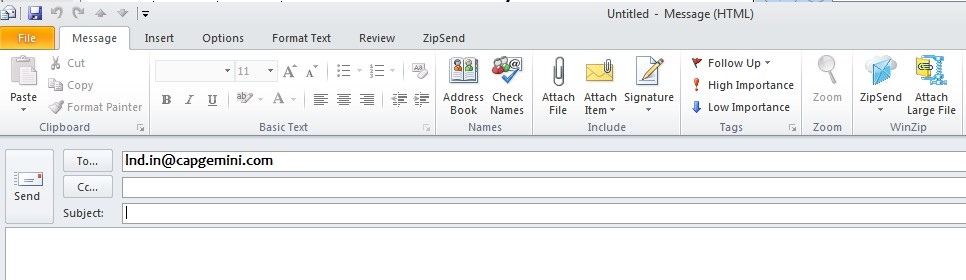 Untitled - Message (HTML)
File Message Insert Options Format Text Review ZipSend
Paste
Cut
Copy
Format Painter
Clipboard
11
B I U
Basic Text
Address Book
Check Names
Names
Attach File
Attach Item
Signature
Include
Follow Up
High Importance
Low Importance
Tags
Zoom
Zoom
ZipSend
Attach Large File
WinZip
Send
To... lnd.in@capgemini.com
Cc...
Subject: